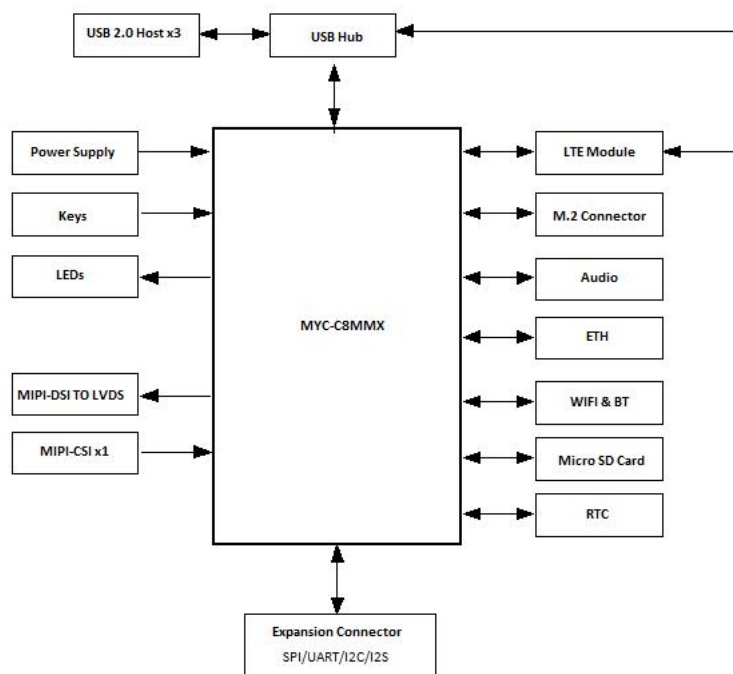 USB 2.0 Host x3
USB Hub
Power Supply
LTE Module
Keys
M.2 Connector
LEDs
Audio
MYC-C8MMX
ETH
MIPI-DSI TO LVDS
WIFI & BT
MIPI-CSI x1
Micro SD Card
RTC
Expansion Connector
SPI/UART/I2C/I2S